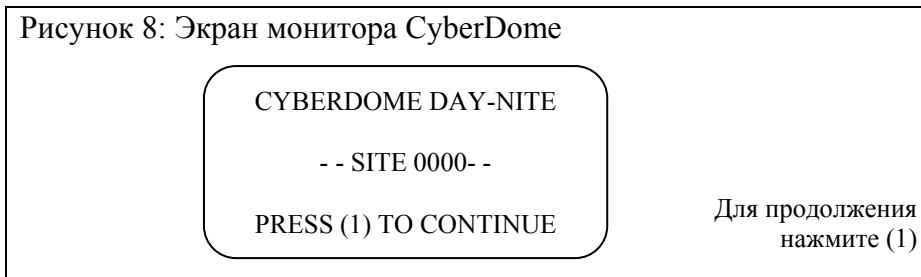 Рисунок 8: Экран монитора CyberDome
CYBERDOME DAY-NITE
- - SITE 0000- -
PRESS (1) TO CONTINUE
Для продолжения
нажмите (1)